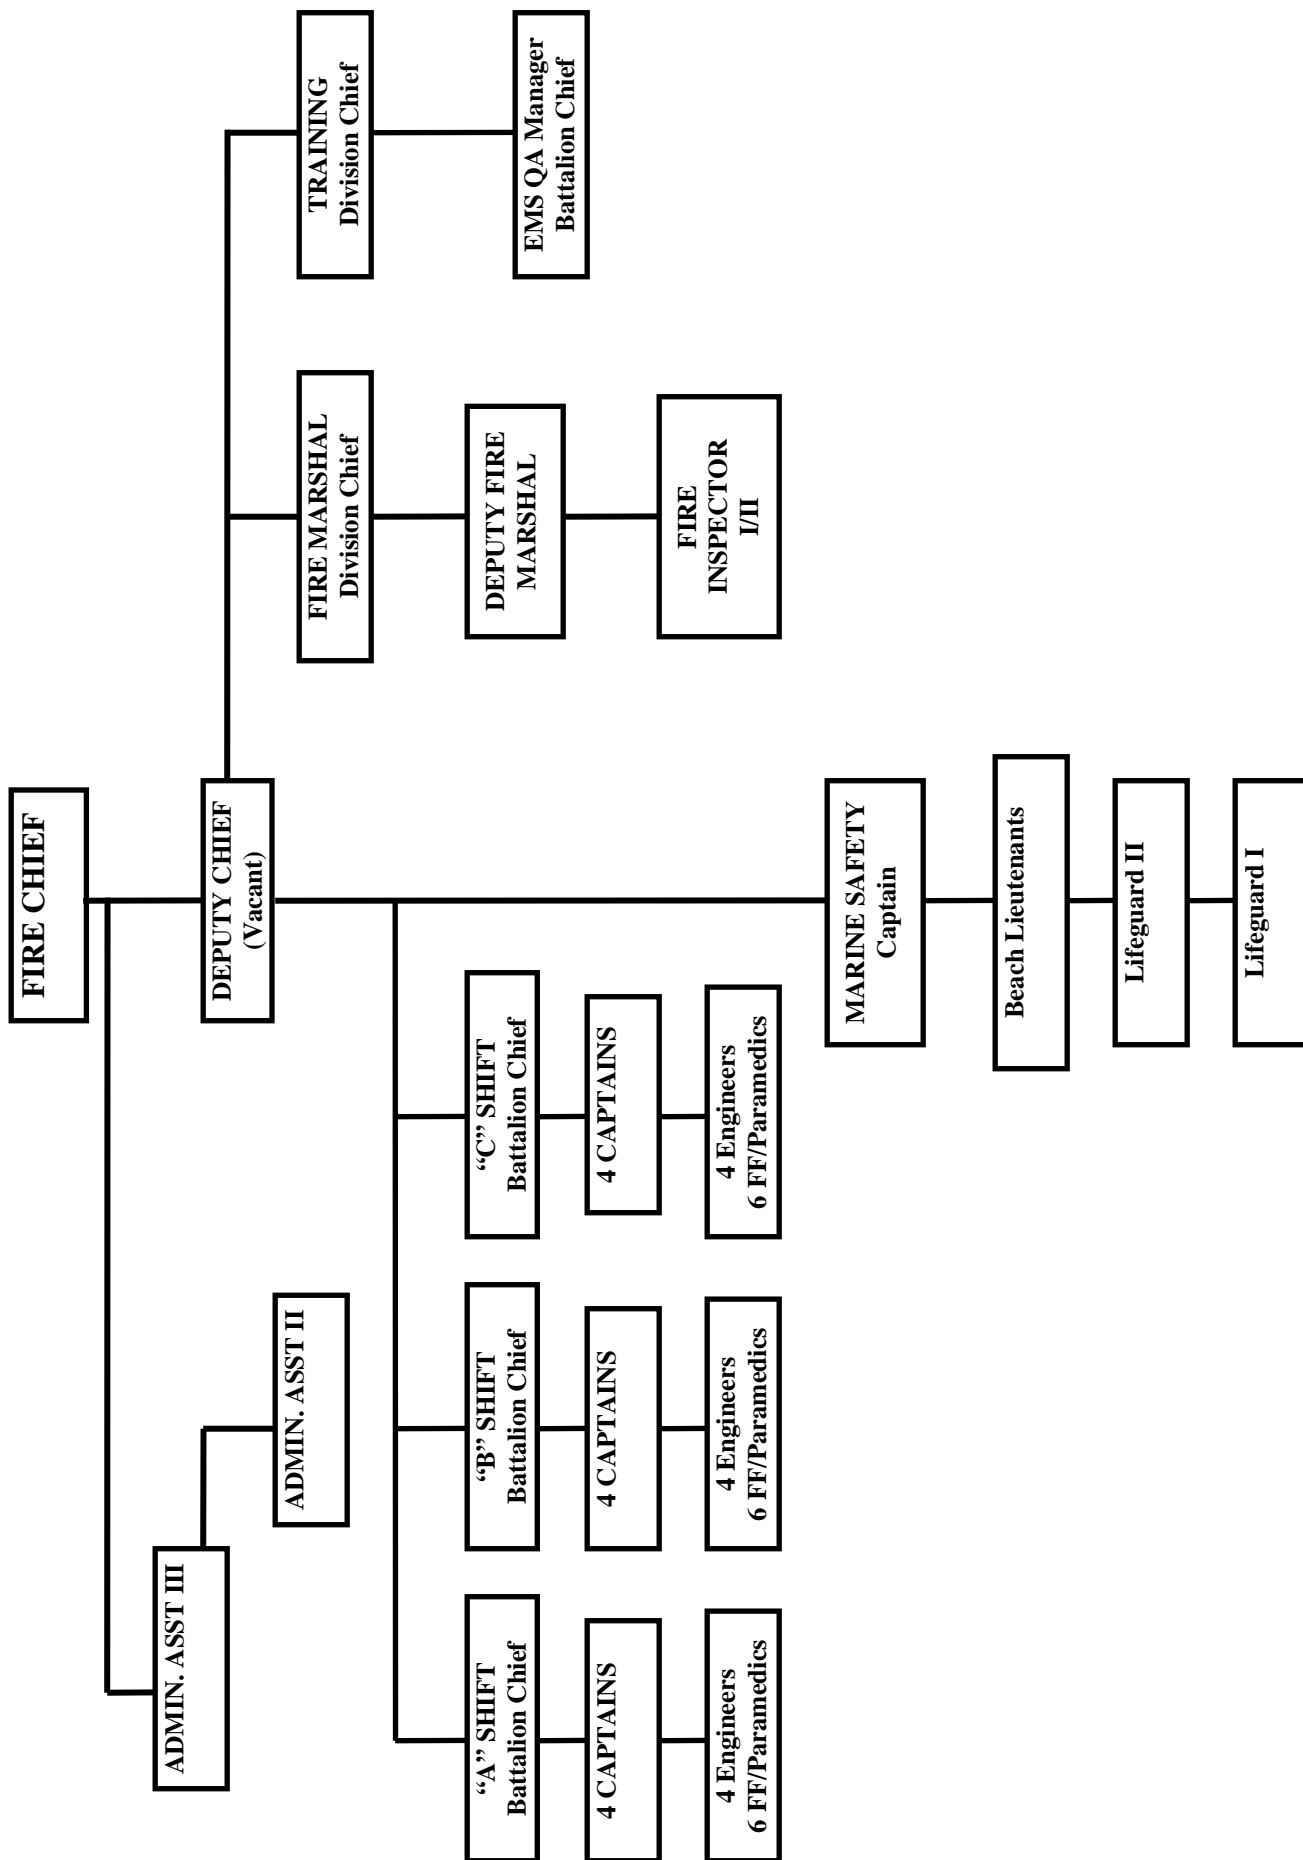 FIRE CHIEF
ADMIN. ASST III
DEPUTY CHIEF
(Vacant)
ADMIN. ASST II
FIRE MARSHAL
Division Chief
TRAINING
Division Chief
“A” SHIFT
Battalion Chief
“B” SHIFT
Battalion Chief
“C” SHIFT
Battalion Chief
DEPUTY FIRE
MARSHAL
EMS QA Manager
Battalion Chief
4 CAPTAINS
4 CAPTAINS
4 CAPTAINS
FIRE
INSPECTOR
I/II
4 Engineers
6 FF/Paramedics
4 Engineers
6 FF/Paramedics
4 Engineers
6 FF/Paramedics
MARINE SAFETY
Captain
Beach Lieutenants
Lifeguard II
Lifeguard I